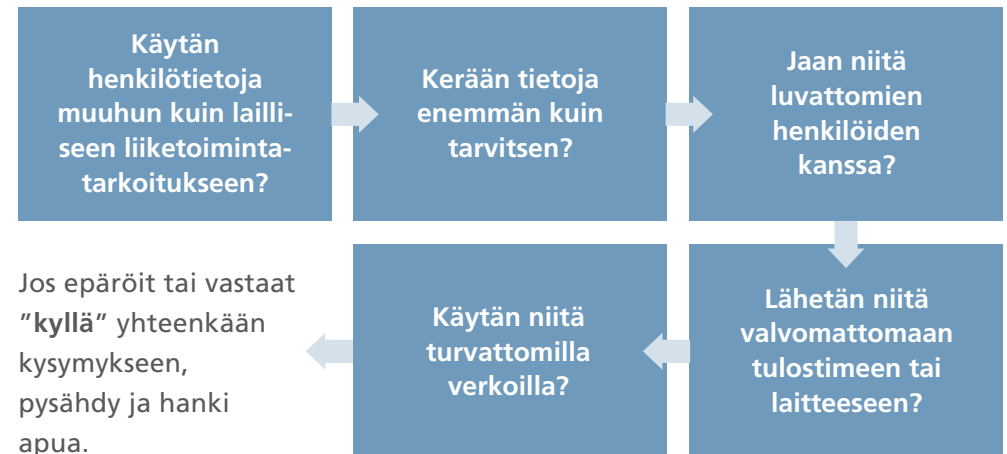 Käytän
henkilötietoja
muuhun kuin lailli-
seen liiketoiminta-
tarkoitukseen?
Kerään tietoja
enemmän kuin
tarvitsen?
Jaan niitä
luvattomien
henkilöiden
kanssa?
Lähetän niitä
valvomattomaan
tulostimeen tai
laitteeseen?
Käytän niitä
turvattomilla
verkoilla?
Jos epäröit tai vastaat
”kyllä” yhteenkään
kysymykseen,
pysähdy ja hanki
apua.